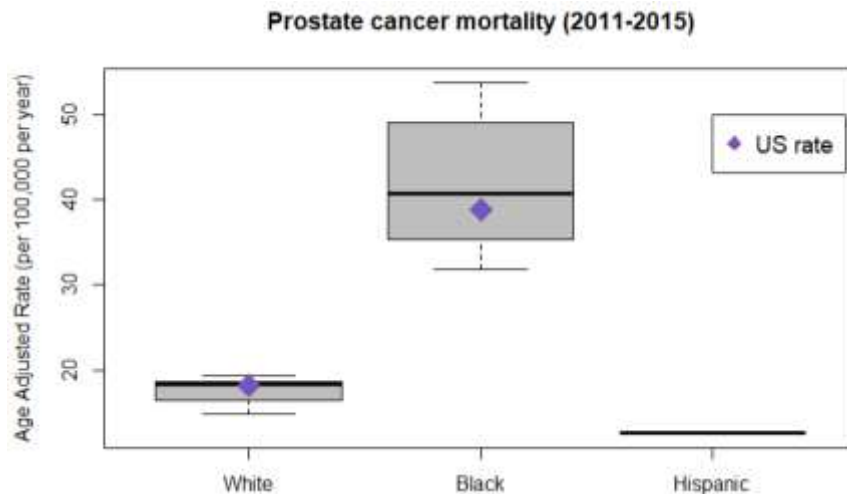 Prostate cancer mortality (2011-2015)
Age Adjusted Rate (per 100,000 per year)
50
40
30
20
US rate
White
Black
Hispanic